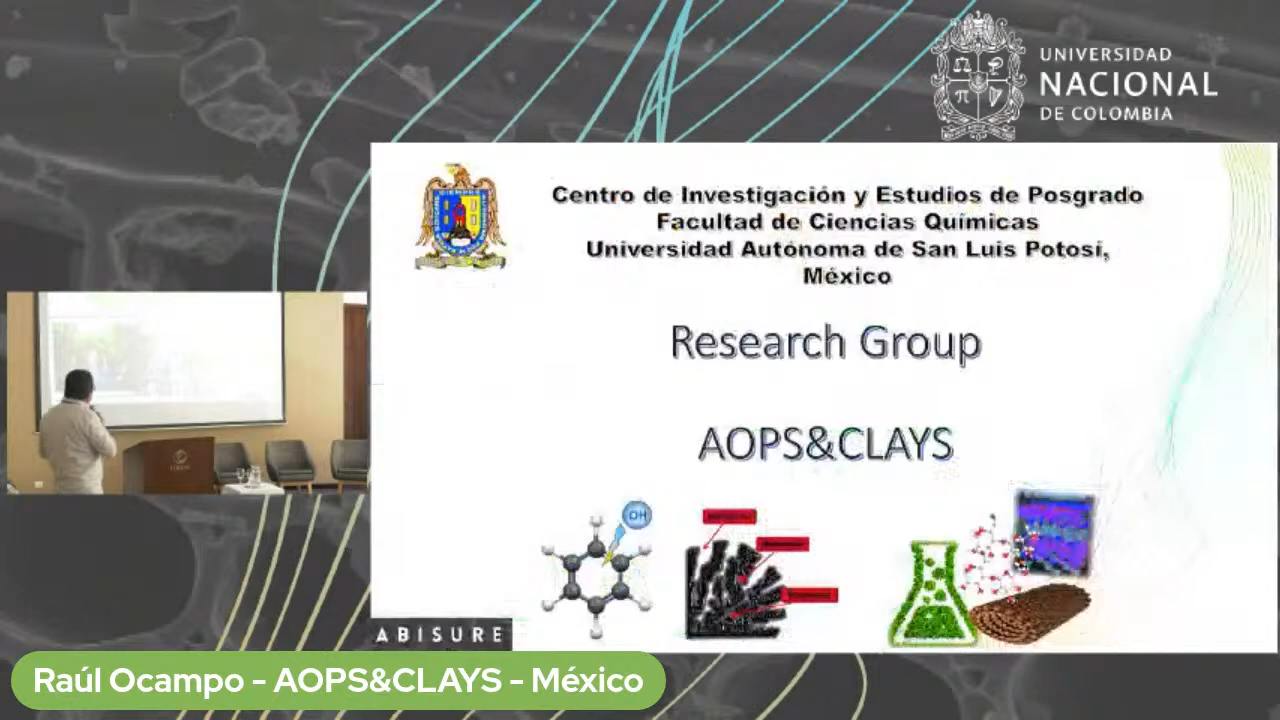 UNIVERSIDAD
NACIONAL
DE COLOMBIA
Centro de Investigación y Estudios de Posgrado
Facultad de Ciencias Químicas
Universidad Autónoma de San Luis Potosí,
México
Research Group
AOPS&CLAYS
OH
ABISURE
Raúl Ocampo - AOPS&CLAYS - México